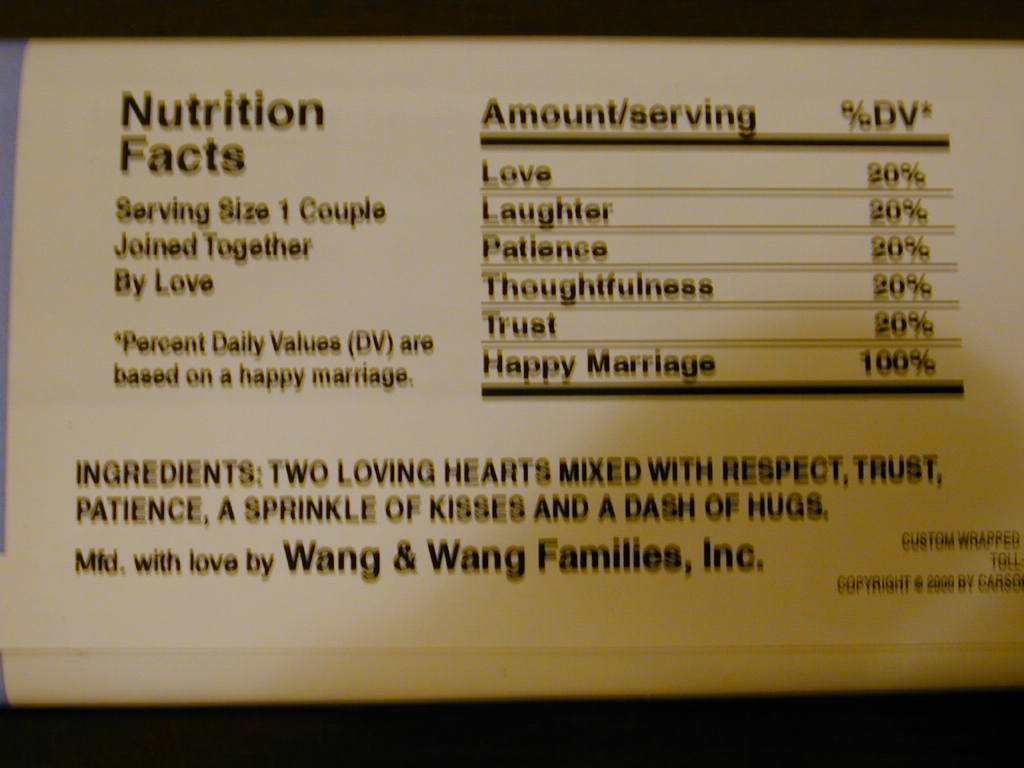 Nutrition
Facts
Serving Size 1 Couple
Joined Together
By Love
*Percent Daily Values (DV) are
based on a happy marriage.
Amount/serving %DV*
Love 20%
Laughter 20%
Patience 20%
Thoughtfulness 20%
Trust 20%
Happy Marriage 100%
INGREDIENTS: TWO LOVING HEARTS MIXED WITH RESPECT, TRUST,
PATIENCE, A SPRINKLE OF KISSES AND A DASH OF HUGS.
Mfd. with love by Wang & Wang Families, Inc.
CUSTOM WRAPPED
TOLL-
COPYRIGHT © 2000 BY